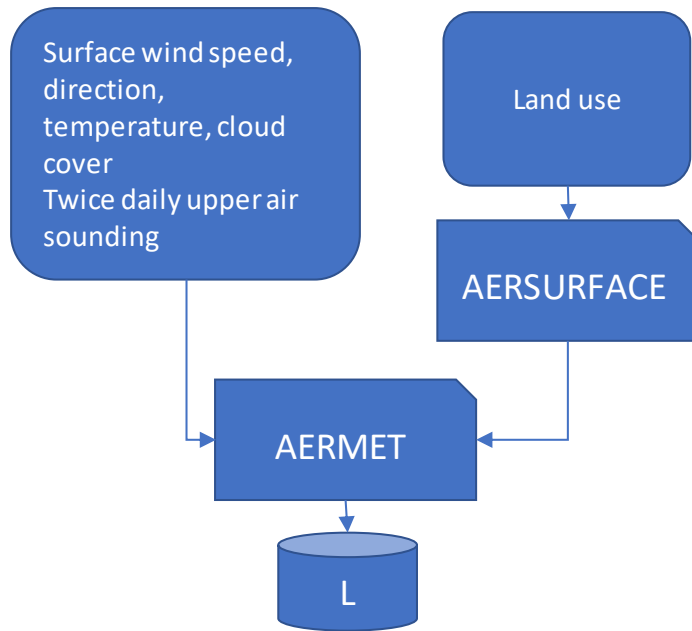 Surface wind speed,
direction,
temperature, cloud
cover
Twice daily upper air
sounding
Land use
AERSURFACE
AERMET
L